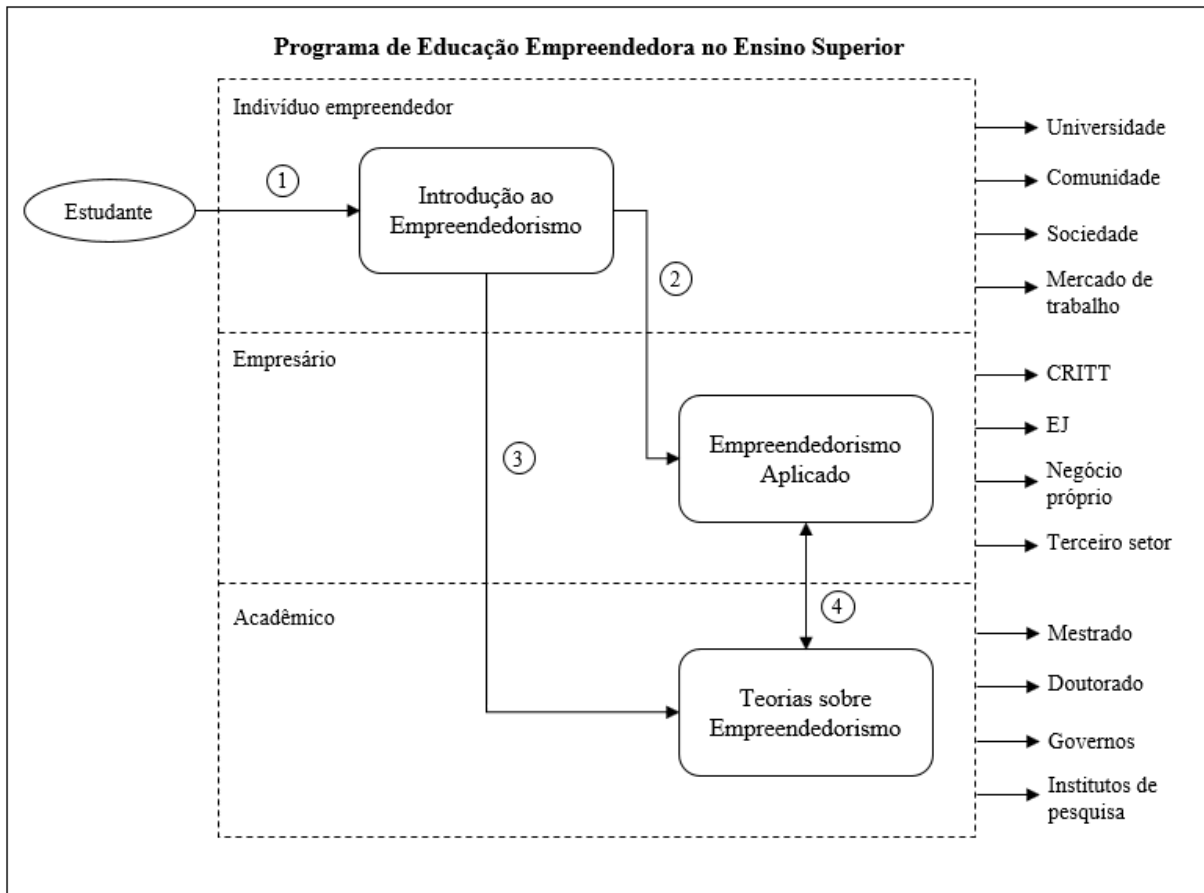 Programa de Educação Empreendedora no Ensino Superior
Indivíduo empreendedor
Estudante
1
Introdução ao
Empreendedorismo
2
Universidade
Comunidade
Sociedade
Mercado de
trabalho
Empresário
3
Empreendedorismo
Aplicado
CRITT
EJ
Negócio
próprio
Terceiro setor
Acadêmico
4
Teorias sobre
Empreendedorismo
Mestrado
Doutorado
Governos
Institutos de
pesquisa